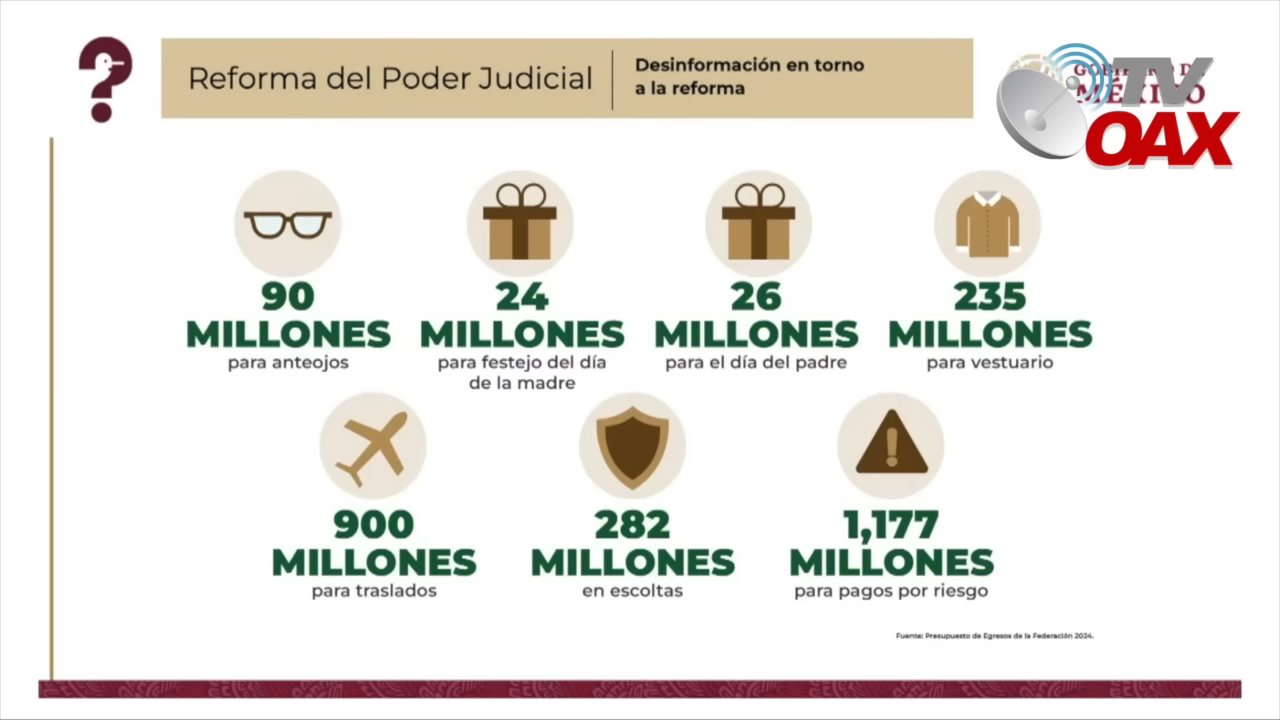 Reforma del Poder Judicial
Desinformación en torno
a la reforma
TV
OAX
90
MILLONES
para anteojos
24
MILLONES
para festejo del día
de la madre
26
MILLONES
para el día del padre
235
MILLONES
para vestuario
900
MILLONES
para traslados
282
MILLONES
en escoltas
1,177
MILLONES
para pagos por riesgo
Fuente: Presupuesto de Egresos de la Federación 2024.